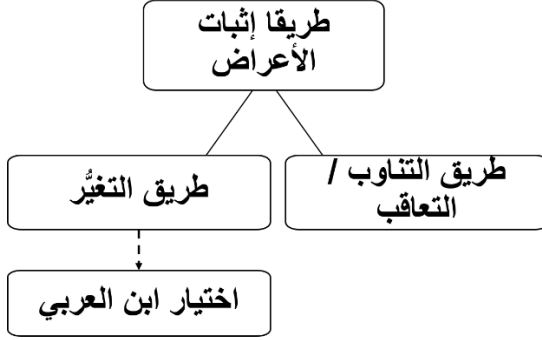 طريقا إثبات
الأعراض
طريق التناوب /
التعاقب
طريق التغيُّر
اختيار ابن العربي